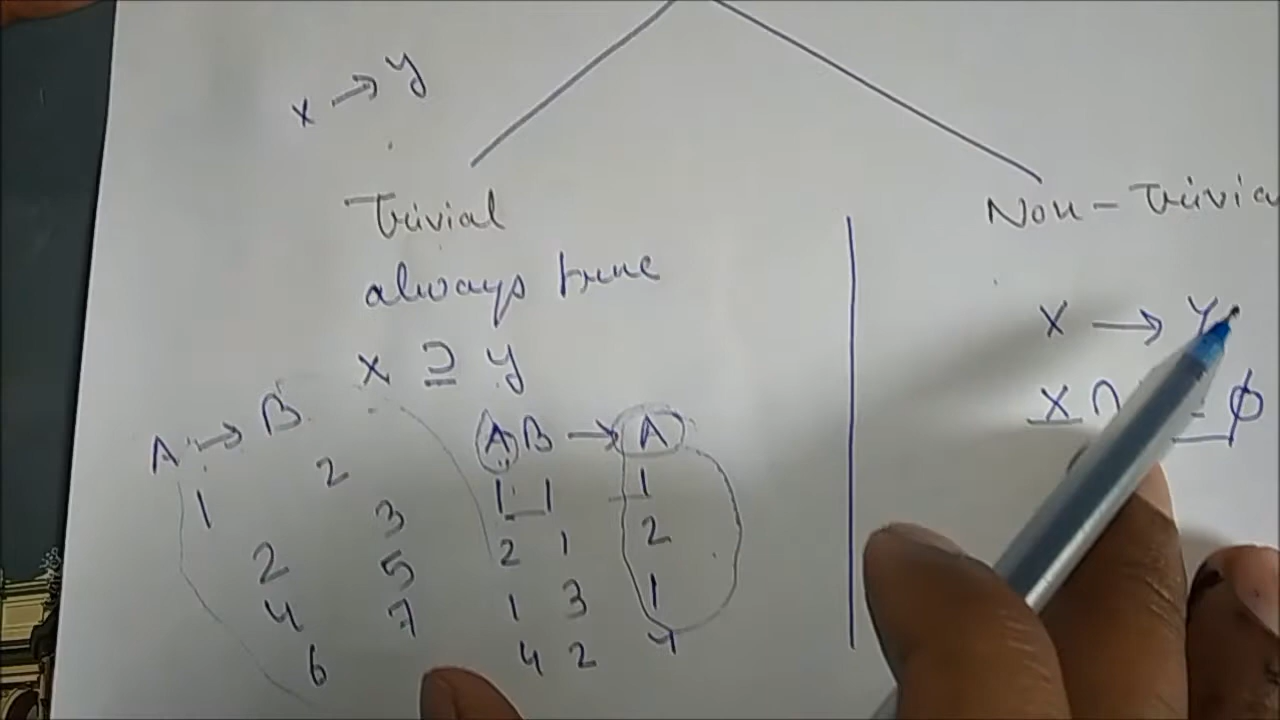 x → y
Trivial
always true
x ⊇ y
A → B
1 2
2 3
4 5
6 7
AB → A
1 1 1
2 1 2
1 3 1
4 2 4
Non-Trivia
X → Y
X ∩ = ϕ